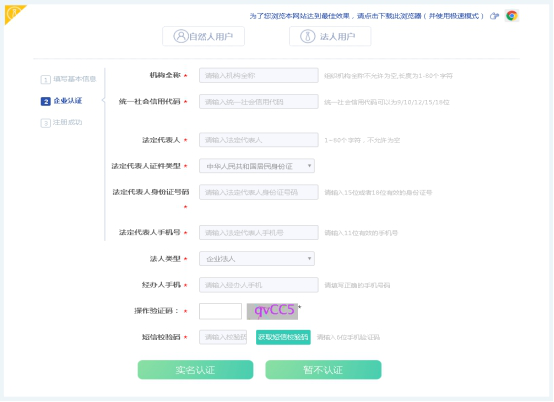 为了您浏览本网站达到最佳效果，请点击下载此浏览器（并使用极速模式）
自然人用户 法人用户
1 填写基本信息
2 企业认证
3 注册成功
机构全称 * 请输入机构全称 组织机构全称不允许为空,长度为1-80个字符
统一社会信用代码 * 请输入统一社会信用代码 统一社会信用代码可以为9/10/12/15/18位
法定代表人 * 请输入法定代表人 1-80个字符，不允许为空
法定代表人证件类型 * 中华人民共和国居民身份证
法定代表人身份证号码 * 请输入法定代表人身份证号码 请输入15位或者18位有效的身份证号
法定代表人手机号 * 请输入法定代表人手机号 请输入11位有效的手机号
法人类型 * 企业法人
经办人手机 * 请输入经办人手机 请填写正确的手机号码
操作验证码： * qvCC5
短信校验码 * 请输入校验码 获取短信校验码 请输入6位手机验证码
实名认证 暂不认证